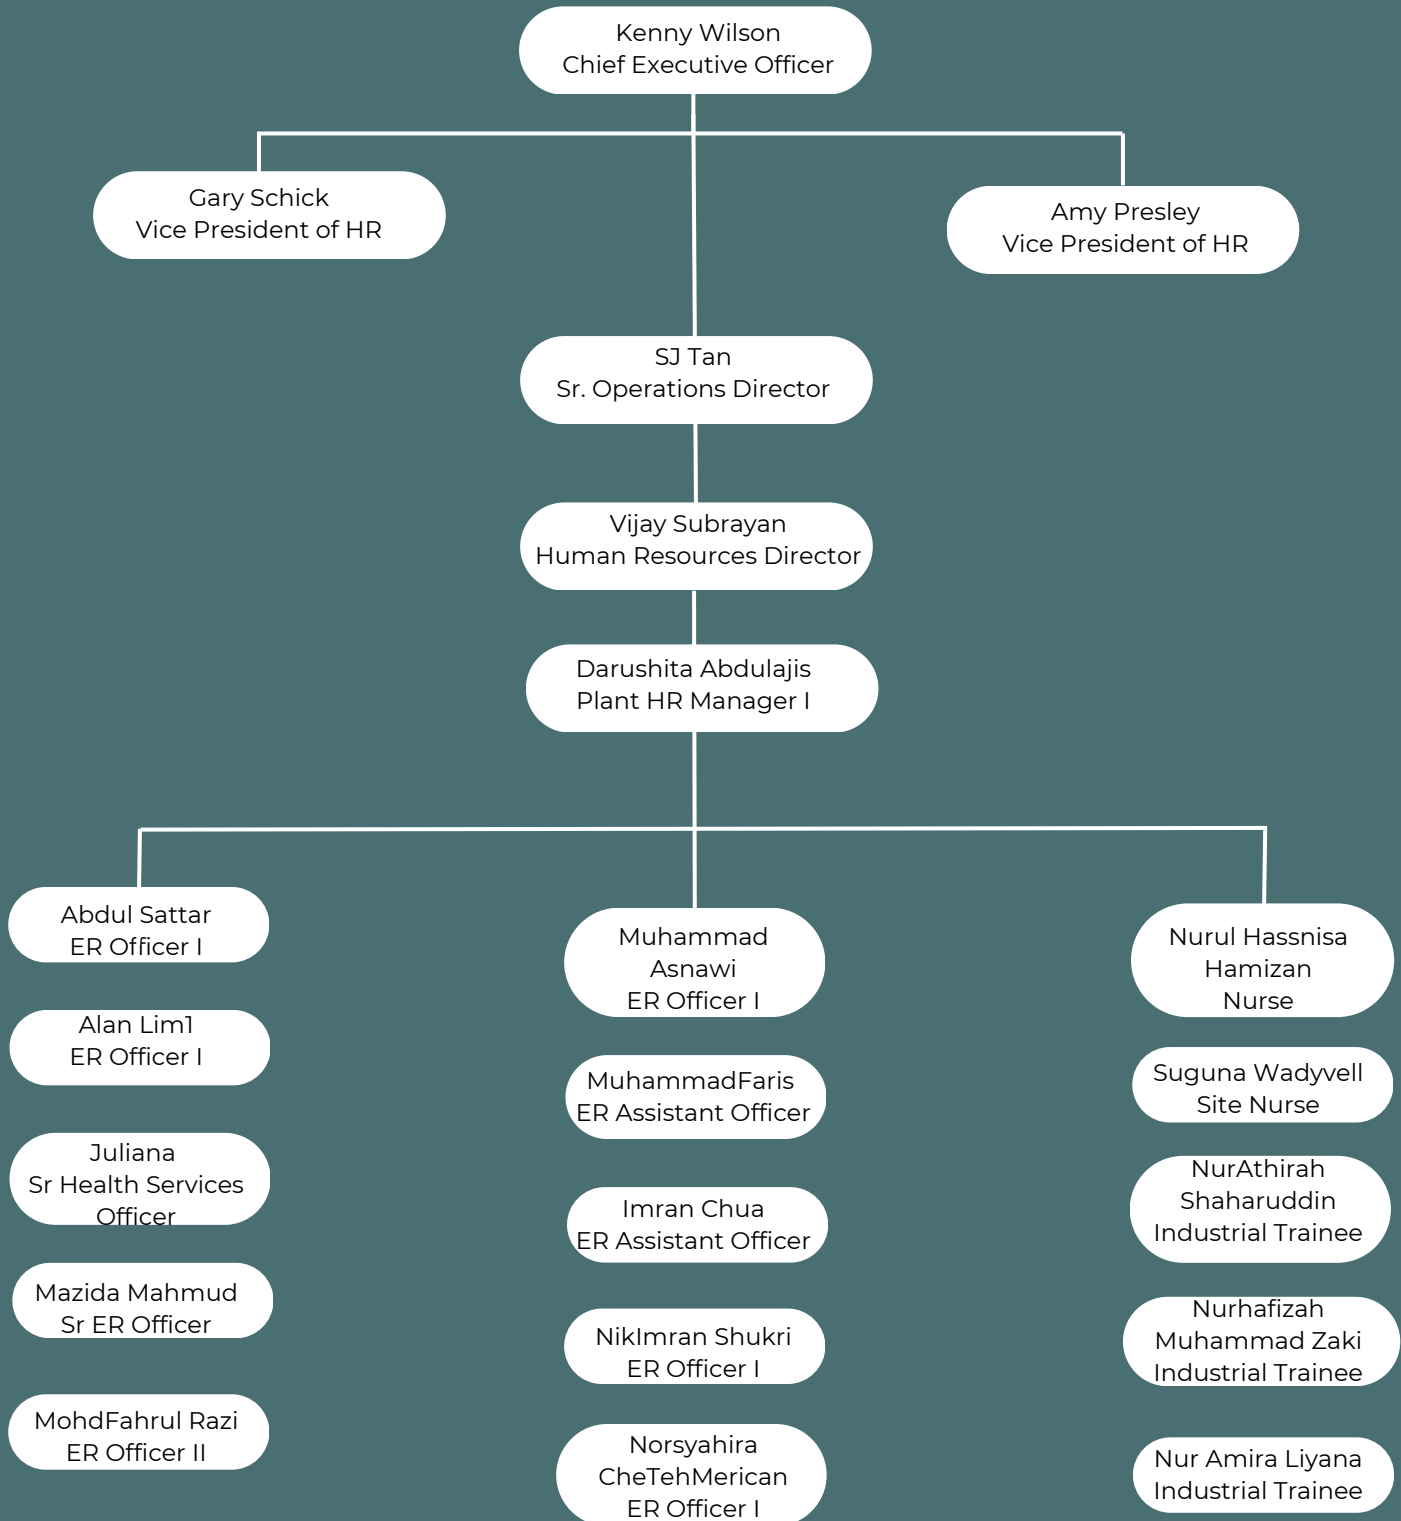 Kenny Wilson
Chief Executive Officer
Gary Schick
Vice President of HR
Amy Presley
Vice President of HR
SJ Tan
Sr. Operations Director
Vijay Subrayan
Human Resources Director
Darushita Abdulajis
Plant HR Manager I
Abdul Sattar
ER Officer I
Alan Lim1
ER Officer I
Juliana
Sr Health Services
Officer
Mazida Mahmud
Sr ER Officer
MohdFahrul Razi
ER Officer II
Muhammad
Asnawi
ER Officer I
MuhammadFaris
ER Assistant Officer
Imran Chua
ER Assistant Officer
NikImran Shukri
ER Officer I
Norsyahira
CheTehMerican
ER Officer I
Nurul Hassnisa
Hamizan
Nurse
Suguna Wadyvell
Site Nurse
NurAthirah
Shaharuddin
Industrial Trainee
Nurhafizah
Muhammad Zaki
Industrial Trainee
Nur Amira Liyana
Industrial Trainee